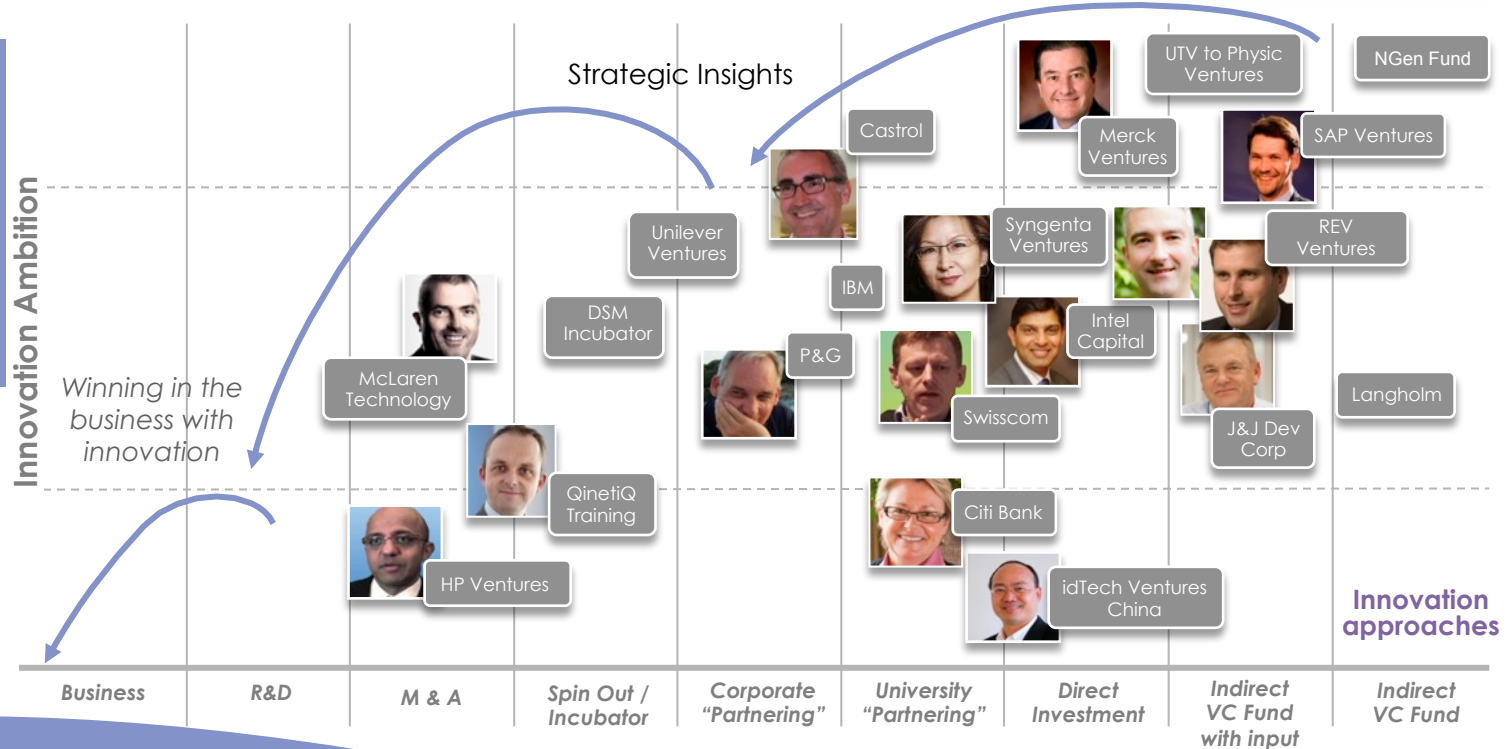 Strategic Insights
UTV to Physic
Ventures
NGen Fund
Castrol
Merck
Ventures
SAP Ventures
Innovation Ambition
Unilever
Ventures
Syngenta
Ventures
REV
Ventures
IBM
DSM
Incubator
Intel
Capital
P&G
McLaren
Technology
Winning in the
business with
innovation
Swisscom
Langholm
J&J Dev
Corp
QinetiQ
Training
Citi Bank
HP Ventures
idTech Ventures
China
Innovation
approaches
Business
R&D
M & A
Spin Out /
Incubator
Corporate
“Partnering”
University
“Partnering”
Direct
Investment
Indirect
VC Fund
with input
Indirect
VC Fund